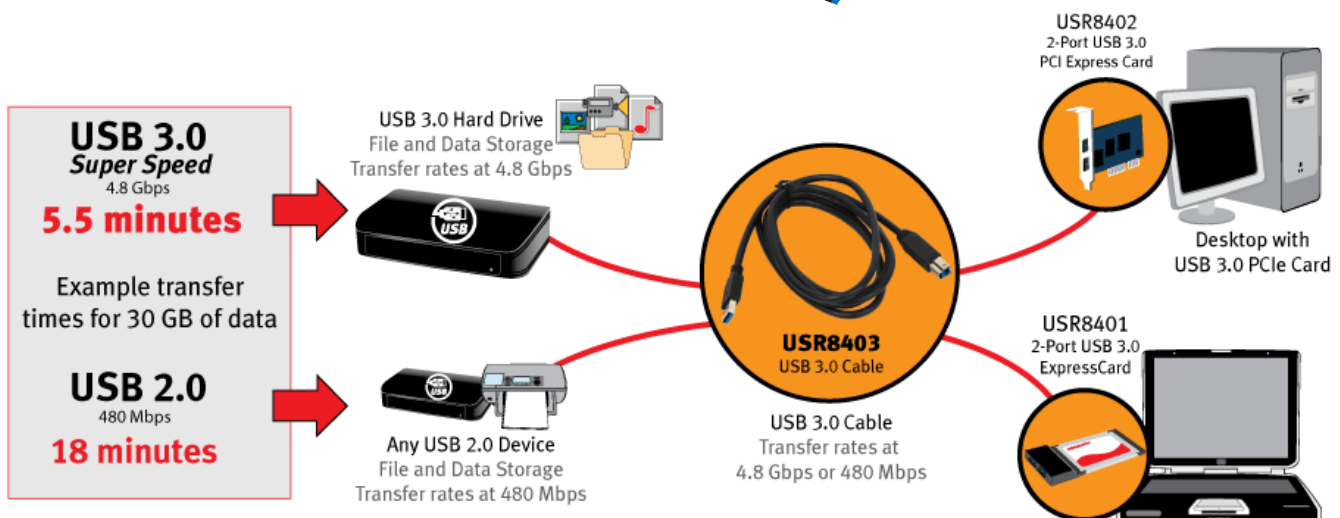 USB 3.0
Super Speed
4.8 Gbps
5.5 minutes
Example transfer
times for 30 GB of data
USB 2.0
480 Mbps
18 minutes
USB 3.0 Hard Drive
File and Data Storage
Transfer rates at 4.8 Gbps
USB
USB
Any USB 2.0 Device
File and Data Storage
Transfer rates at 480 Mbps
USR8403
USB 3.0 Cable
USB 3.0 Cable
Transfer rates at
4.8 Gbps or 480 Mbps
USR8402
2-Port USB 3.0
PCI Express Card
Desktop with
USB 3.0 PCIe Card
USR8401
2-Port USB 3.0
ExpressCard